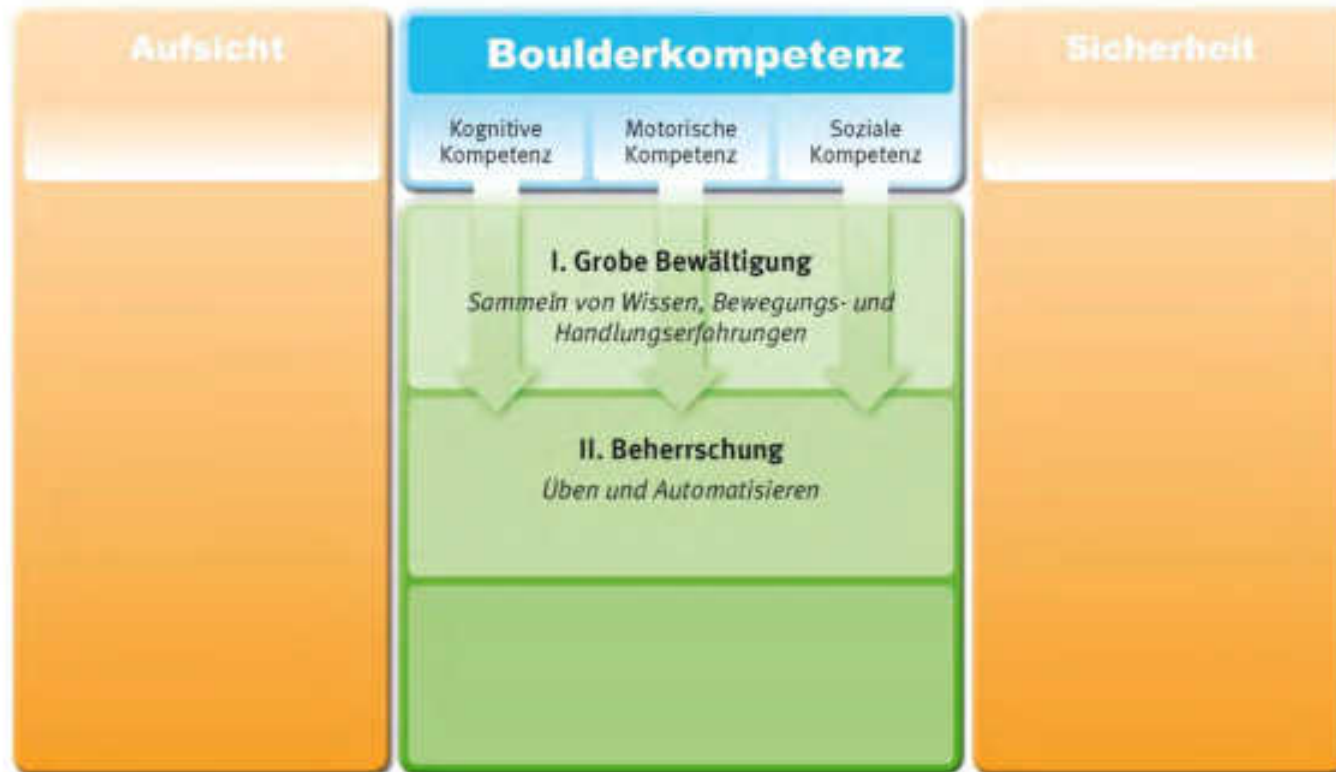 Aufsicht
Boulderkompetenz
Sicherheit
Kognitive
Kompetenz
Motorische
Kompetenz
Soziale
Kompetenz
I. Grobe Bewältigung
Sammeln von Wissen, Bewegungs- und
Handlungserfahrungen
II. Beherrschung
Üben und Automatisieren